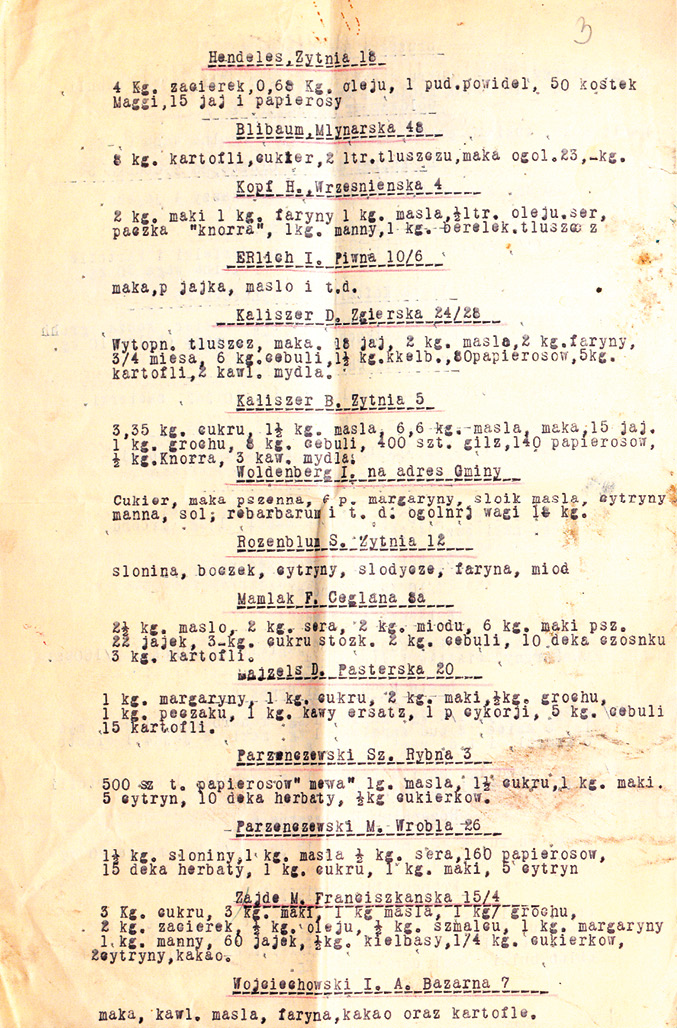 3
Hendeles,Zytnia 18
4 Kg. zacierek,0,68 Kg. oleju, 1 pud.powidel, 50 kostek
Maggi,15 jaj i papierosy
Blibaum,Mlynarska 48
8 kg. kartofli,cukier,2 ltr.tluszczu,maka ogol.23,-kg.
Kopf H.,Wrzesnienska 4
2 kg. maki 1 kg. faryny 1 kg. masla,½ltr. oleju.ser,
paczka "knorra", 1kg. manny,1 kg. berelek.tluszcz
ERlich I. Piwna 10/6
maka,p jajka, maslo i t.d.
Kaliszer D. Zgierska 24/28
Wytopn. tluszcz, maka. 18 jaj, 2 kg. masla,2 kg.faryny,
3/4 miesa, 6 kg.cebuli,1½ kg.kkelb.,80papierosow,5kg.
kartofli,2 kawl. mydla.
Kaliszer B. Zytnia 5
3,35 kg. cukru, 1½ kg. masla, 6,6 kg. masla, maka,15 jaj.
1 kg. grochu, 8 kg. cebuli, 400 szt. gilz,140 papierosow,
½ kg.Knorra, 3 kaw. mydla.
Woldenberg I. na adres Gminy
Cukier, maka pszenna, p. margaryny, sloik masla, cytryny
manna, sol; rebarbarum i t. d. ogolnrj wagi 18 kg.
Rozenblum S. Zytnia 12
slonina, boczek, cytryny, slodycze, faryna, miod
Mamlak F. Ceglana 8a
2½ kg. maslo, 2 kg. sera, 2 kg. miodu, 6 kg. maki psz.
22 jajek, 3 kg. cukru stozk. 2 kg. cebuli, 10 deka czosnku
3 kg. kartofli.
Lajzels D. Pasterska 20
1 kg. margaryny, 1 kg. cukru, 2 kg. maki,½kg. grochu,
1 kg. peczaku, 1 kg. kawy ersatz, 1 p cykorji, 5 kg. cebuli
15 kartofli.
Parzenczewski Sz. Rybna 3
500 sz t. papierosow" mewa" 1g. masla, 1½ cukru,1 kg. maki.
5 cytryn, 10 deka herbaty, ½kg cukierkow.
Parzenczewski M. Wrobla 26
1½ kg. sloniny,1 kg. masla ½ kg. sera,160 papierosow,
15 deka herbaty, 1 kg. cukru, 1 kg. maki, 5 cytryn
Zajde M. Franciszkanska 15/4
3 Kg. cukru, 3 kg. maki, 1 kg masla, 1 kg/ grochu,
2 kg. zacierek, ½ kg. oleju, ½ kg. szmalcu, 1 kg. margaryny
1 kg. manny, 60 jajek, ½kg. kielbasy,1/4 kg. cukierkow,
2cytryny,kakao.
Wojciechowski I. A. Bazarna 7
maka, kawl. masla, faryna,kakao oraz kartofle.